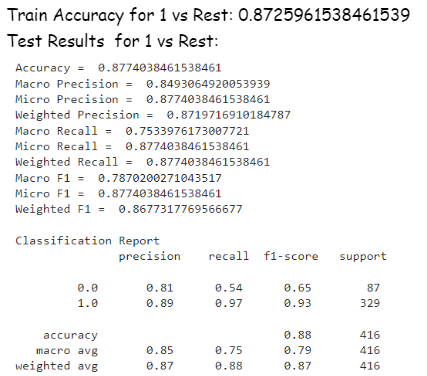 Train Accuracy for 1 vs Rest: 0.8725961538461539
Test Results for 1 vs Rest:
Accuracy = 0.8774038461538461
Macro Precision = 0.8493064920053939
Micro Precision = 0.8774038461538461
Weighted Precision = 0.8719716910184787
Macro Recall = 0.7533976173007721
Micro Recall = 0.8774038461538461
Weighted Recall = 0.8774038461538461
Macro F1 = 0.7870200271043517
Micro F1 = 0.8774038461538461
Weighted F1 = 0.8677317769566677
Classification Report
precision recall f1-score support
0.0 0.81 0.54 0.65 87
1.0 0.89 0.97 0.93 329
accuracy 0.88 416
macro avg 0.85 0.75 0.79 416
weighted avg 0.87 0.88 0.87 416